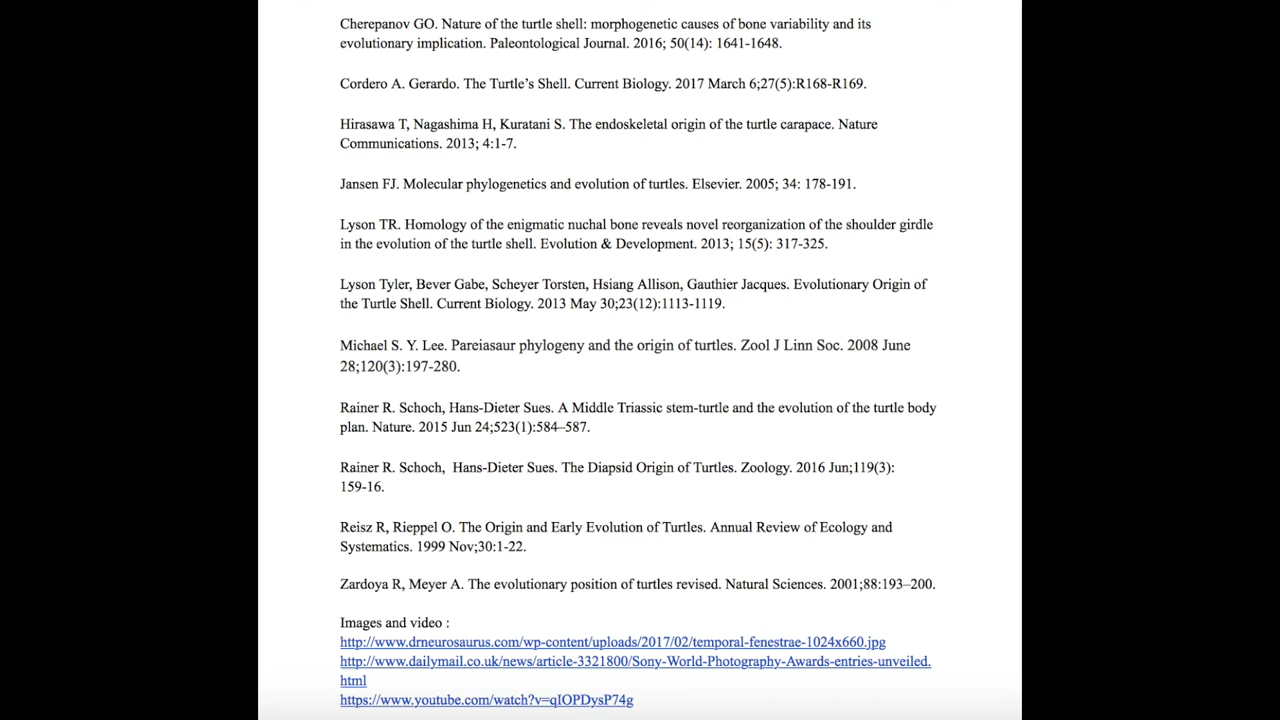 Cherepanov GO. Nature of the turtle shell: morphogenetic causes of bone variability and its
evolutionary implication. Paleontological Journal. 2016; 50(14): 1641-1648.
Cordero A. Gerardo. The Turtle’s Shell. Current Biology. 2017 March 6;27(5):R168-R169.
Hirasawa T, Nagashima H, Kuratani S. The endoskeletal origin of the turtle carapace. Nature
Communications. 2013; 4:1-7.
Jansen FJ. Molecular phylogenetics and evolution of turtles. Elsevier. 2005; 34: 178-191.
Lyson TR. Homology of the enigmatic nuchal bone reveals novel reorganization of the shoulder girdle
in the evolution of the turtle shell. Evolution & Development. 2013; 15(5): 317-325.
Lyson Tyler, Bever Gabe, Scheyer Torsten, Hsiang Allison, Gauthier Jacques. Evolutionary Origin of
the Turtle Shell. Current Biology. 2013 May 30;23(12):1113-1119.
Michael S. Y. Lee. Pareiasaur phylogeny and the origin of turtles. Zool J Linn Soc. 2008 June
28;120(3):197-280.
Rainer R. Schoch, Hans-Dieter Sues. A Middle Triassic stem-turtle and the evolution of the turtle body
plan. Nature. 2015 Jun 24;523(1):584–587.
Rainer R. Schoch,  Hans-Dieter Sues. The Diapsid Origin of Turtles. Zoology. 2016 Jun;119(3):
159-16.
Reisz R, Rieppel O. The Origin and Early Evolution of Turtles. Annual Review of Ecology and
Systematics. 1999 Nov;30:1-22.
Zardoya R, Meyer A. The evolutionary position of turtles revised. Natural Sciences. 2001;88:193–200.
Images and video :
http://www.drneurosaurus.com/wp-content/uploads/2017/02/temporal-fenestrae-1024x660.jpg
http://www.dailymail.co.uk/news/article-3321800/Sony-World-Photography-Awards-entries-unveiled.
html
https://www.youtube.com/watch?v=qIOPDysP74g